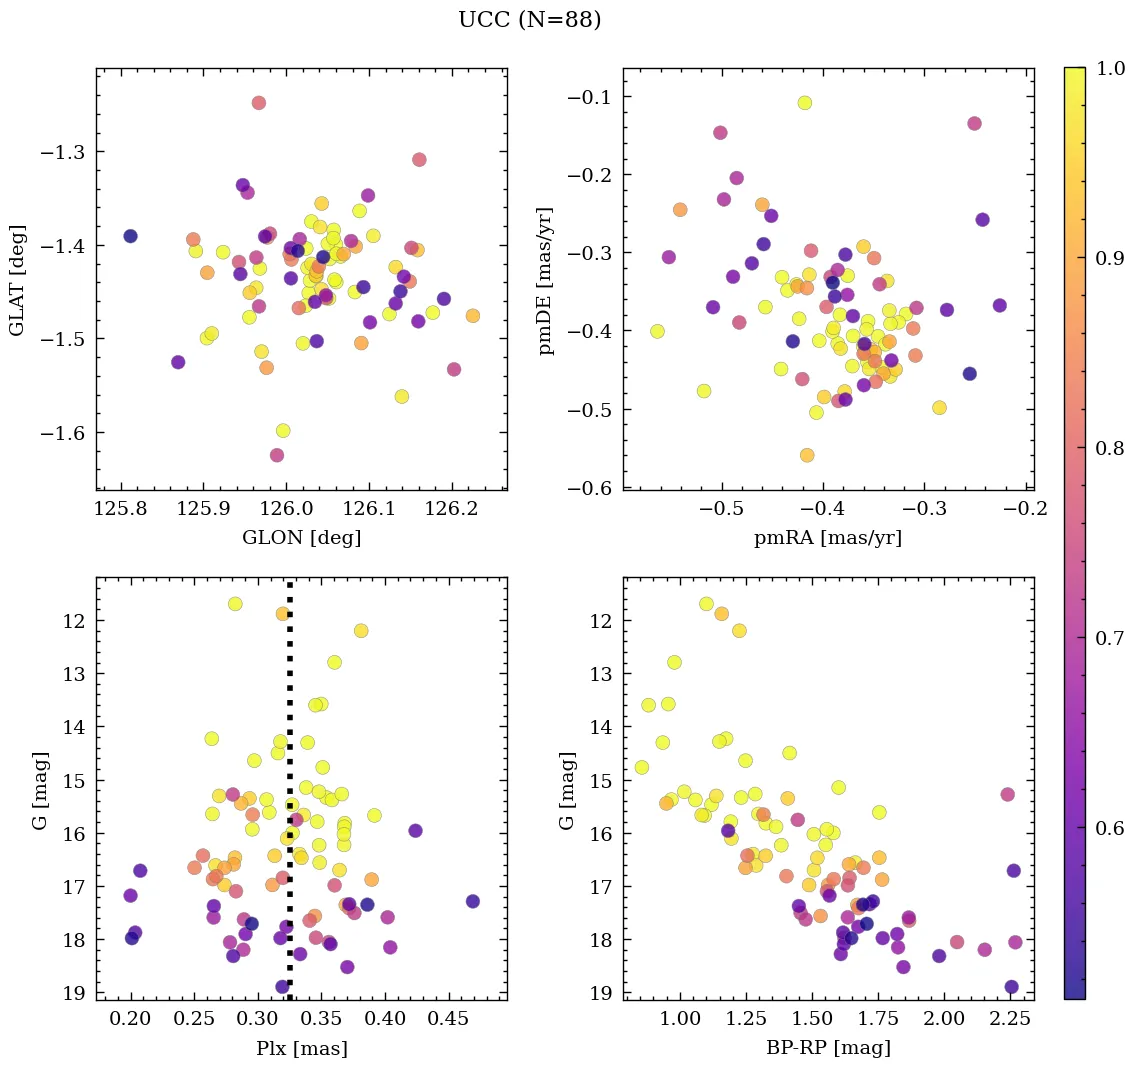 UCC (N=88)
−1.3
−1.4
−1.5
−1.6
GLAT [deg]
125.8 125.9 126.0 126.1 126.2
GLON [deg]
−0.1
−0.2
−0.3
−0.4
−0.5
−0.6
pmDE [mas/yr]
−0.5 −0.4 −0.3 −0.2
pmRA [mas/yr]
12
13
14
15
16
17
18
19
G [mag]
0.20 0.25 0.30 0.35 0.40 0.45
Plx [mas]
12
13
14
15
16
17
18
19
G [mag]
1.00 1.25 1.50 1.75 2.00 2.25
BP-RP [mag]
1.0
0.9
0.8
0.7
0.6